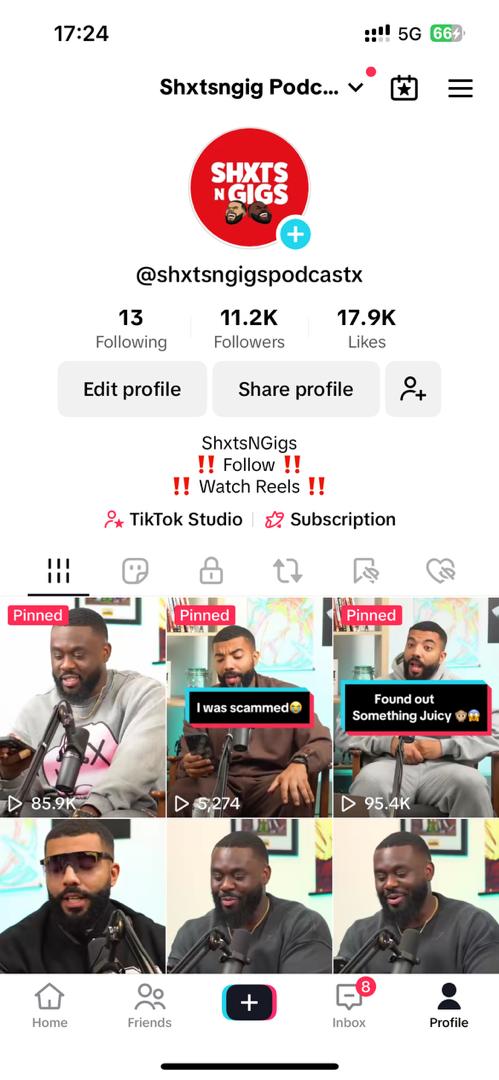 17:24
5G
66
Shxtsngig Podc...
SHXTS
N GIGS
@shxtsngigspodcastx
13
Following
11.2K
Followers
17.9K
Likes
Edit profile
Share profile
ShxtsNGigs
‼️ Follow ‼️
‼️ Watch Reels ‼️
TikTok Studio
Subscription
Pinned
Pinned
Pinned
I was scammed😭
Found out
Something Juicy 🙊😱
85.9K
5,274
95.4K
Home
Friends
8
Inbox
Profile